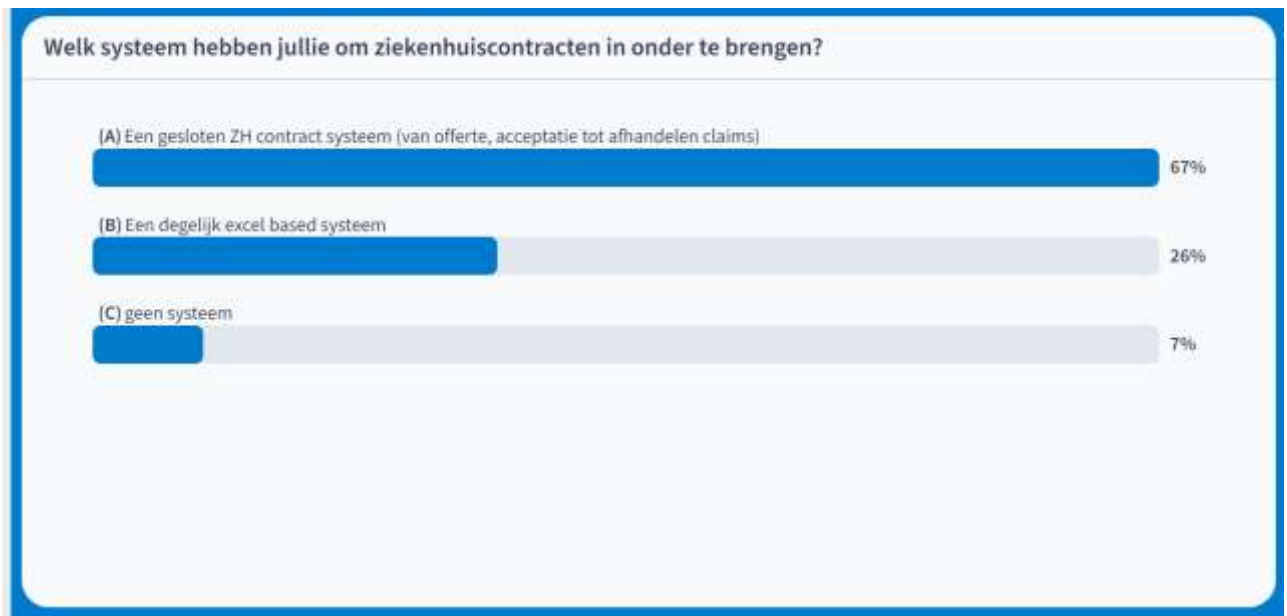 Welk systeem hebben jullie om ziekenhuiscontracten in onder te brengen?
(A) Een gesloten ZH contract systeem (van offerte, acceptatie tot afhandelen claims)
67%
(B) Een degelijk excel based systeem
26%
(C) geen systeem
7%